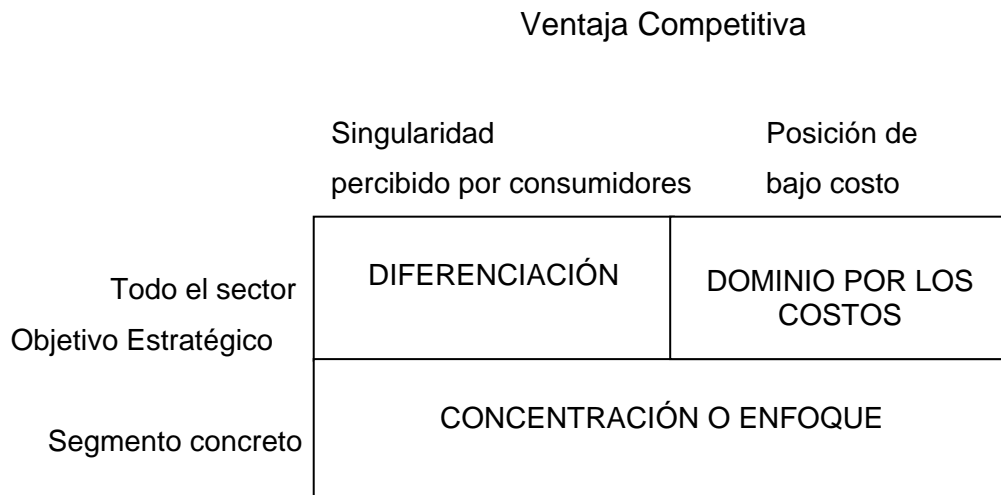 Ventaja Competitiva
Singularidad
percibido por consumidores
Posición de
bajo costo
Todo el sector
Objetivo Estratégico
DIFERENCIACIÓN
DOMINIO POR LOS
COSTOS
Segmento concreto
CONCENTRACIÓN O ENFOQUE